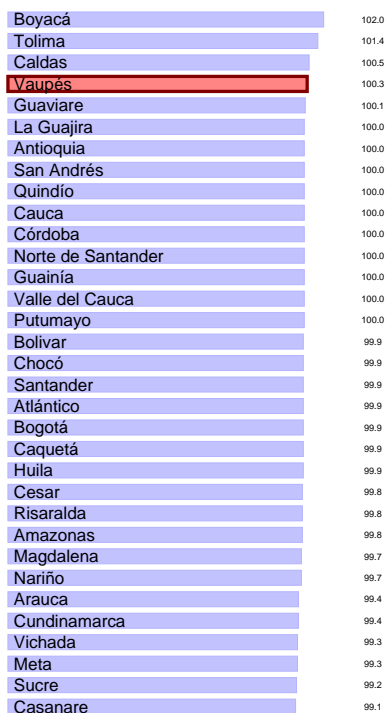 Boyacá 102.0
Tolima 101.4
Caldas 100.5
Vaupés 100.3
Guaviare 100.1
La Guajira 100.0
Antioquia 100.0
San Andrés 100.0
Quindío 100.0
Cauca 100.0
Córdoba 100.0
Norte de Santander 100.0
Guainía 100.0
Valle del Cauca 100.0
Putumayo 100.0
Bolivar 99.9
Chocó 99.9
Santander 99.9
Atlántico 99.9
Bogotá 99.9
Caquetá 99.9
Huila 99.9
Cesar 99.8
Risaralda 99.8
Amazonas 99.8
Magdalena 99.7
Nariño 99.7
Arauca 99.4
Cundinamarca 99.4
Vichada 99.3
Meta 99.3
Sucre 99.2
Casanare 99.1